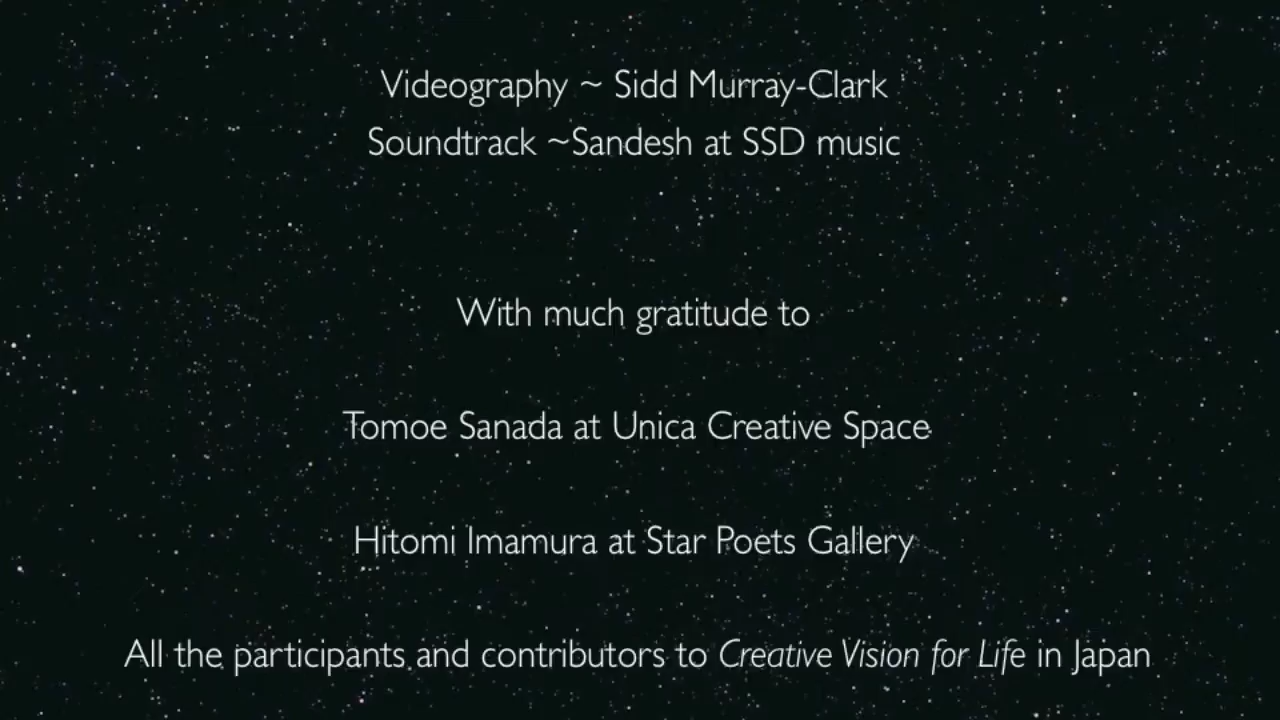 Videography ~ Sidd Murray-Clark
Soundtrack ~Sandesh at SSD music
With much gratitude to
Tomoe Sanada at Unica Creative Space
Hitomi Imamura at Star Poets Gallery
All the participants and contributors to Creative Vision for Life in Japan